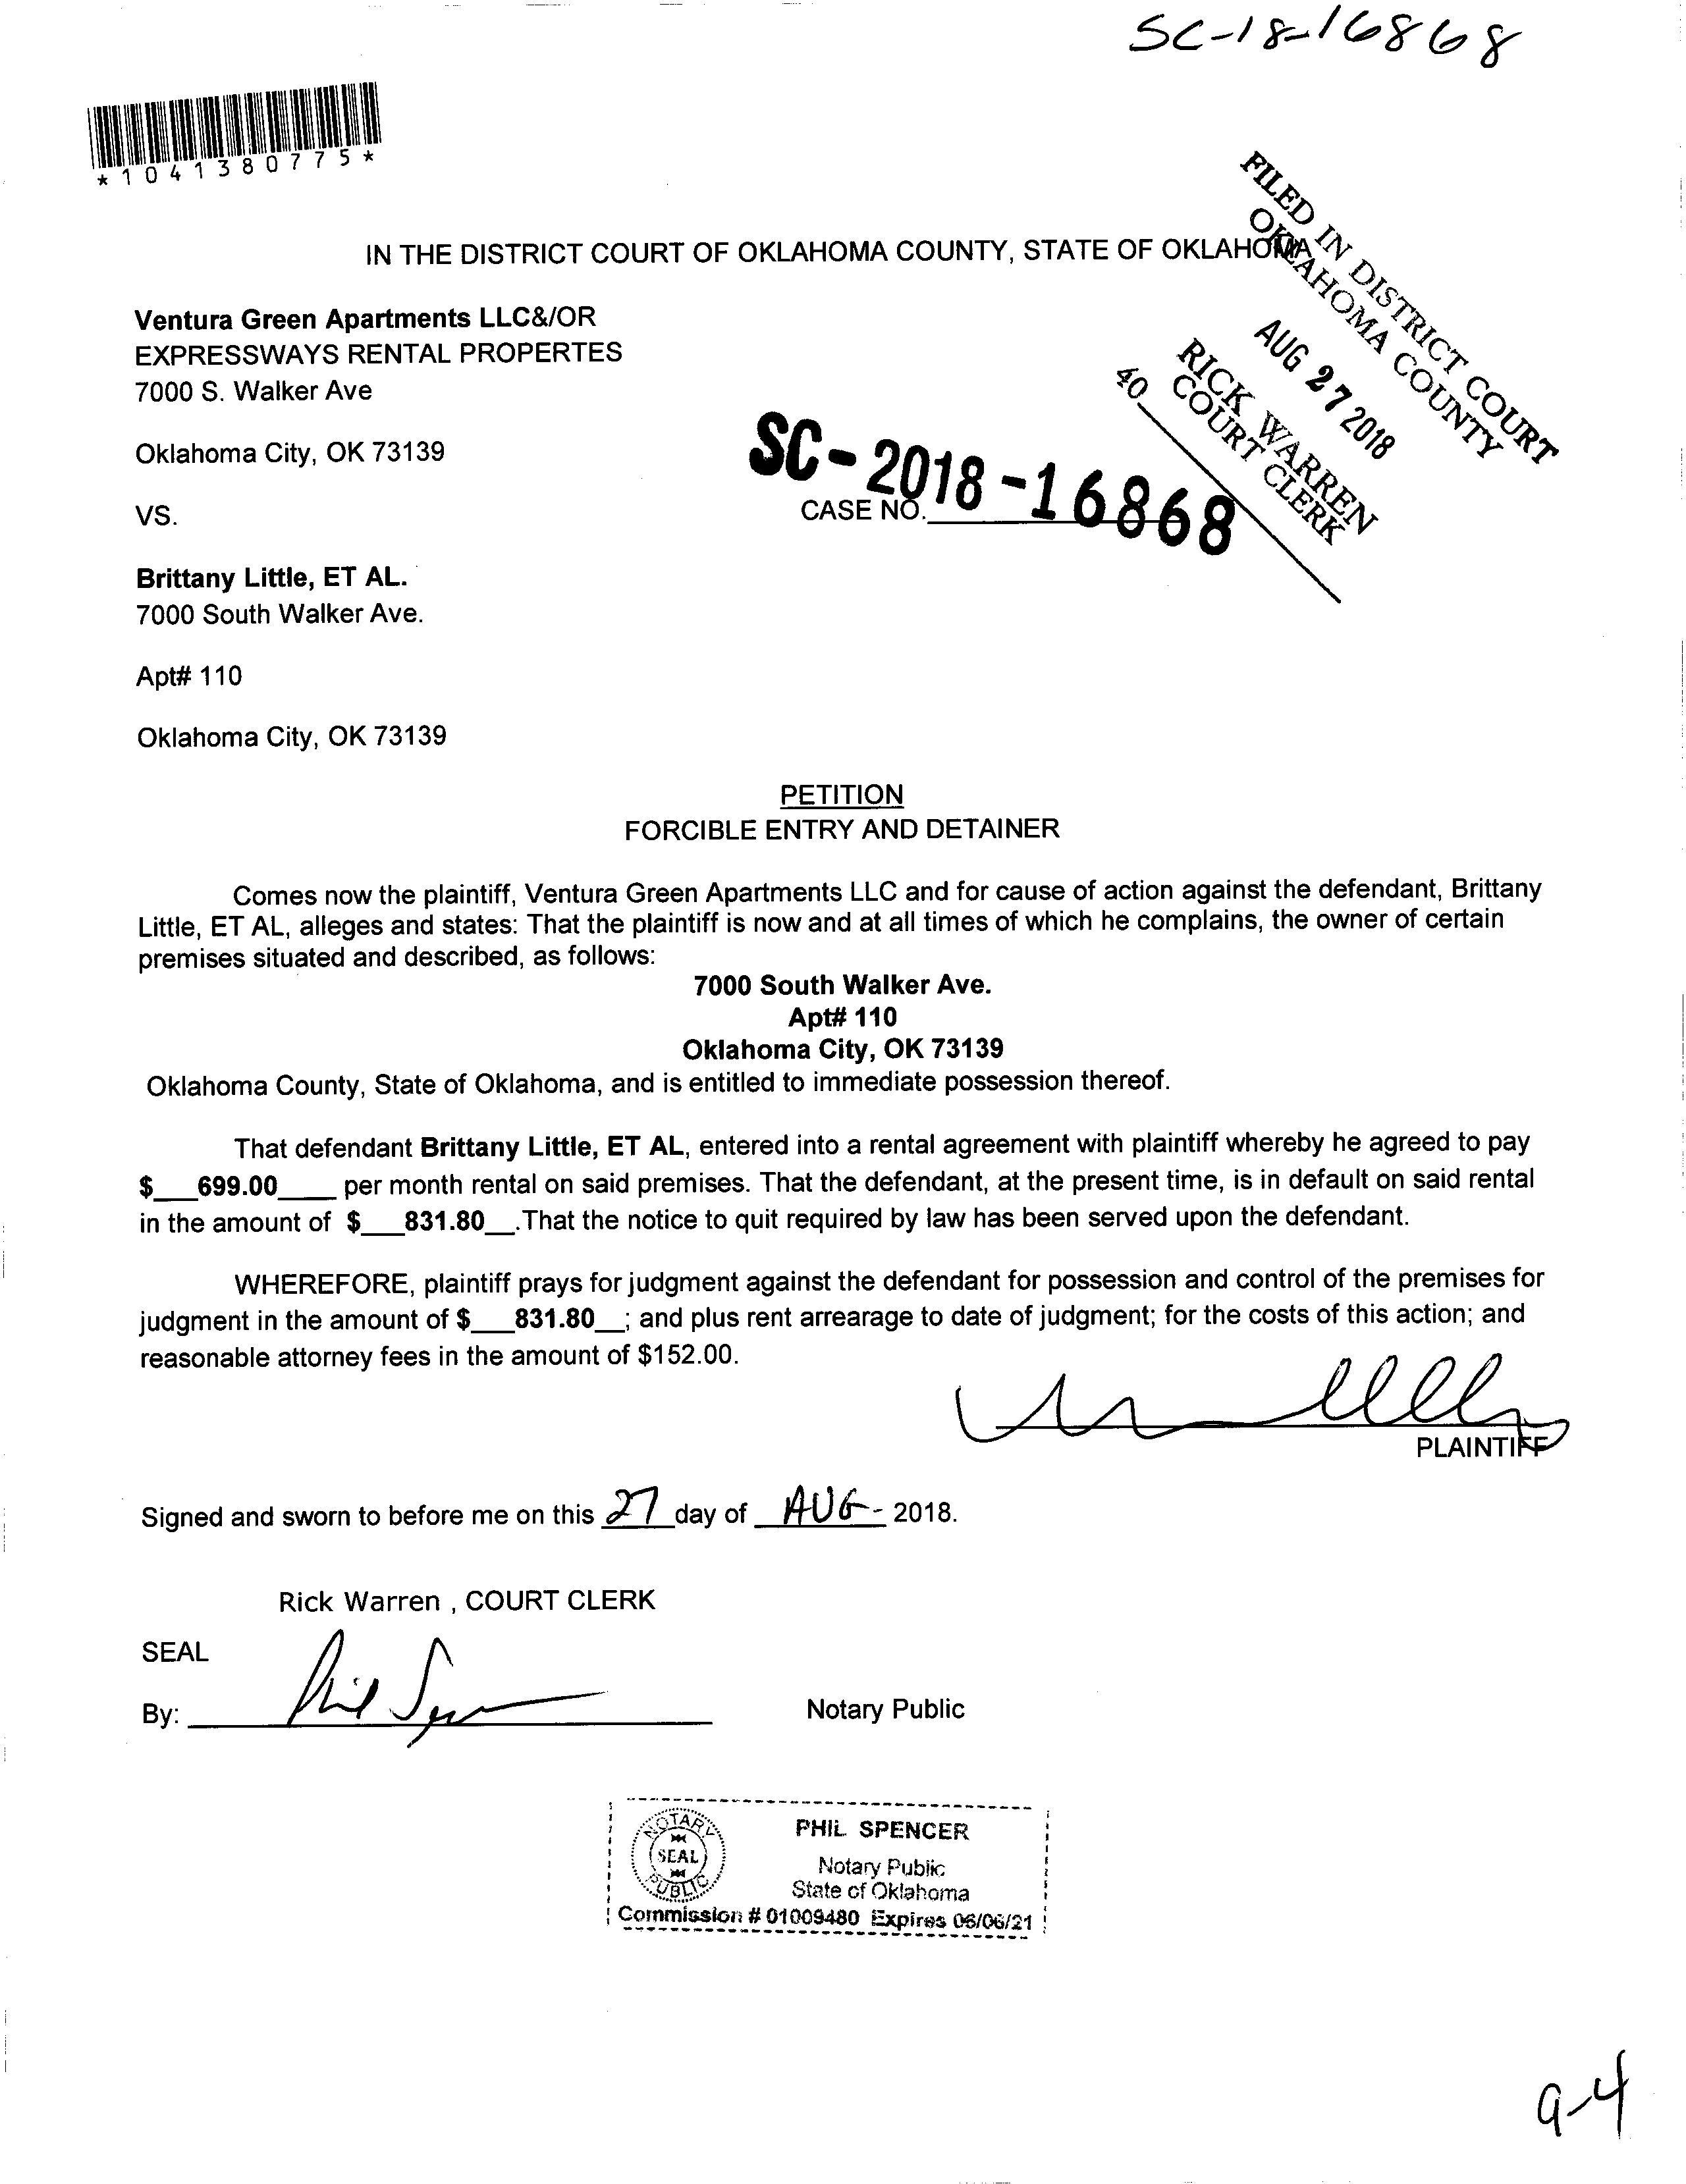 SC-18-16868
*1041380775*
FILED IN DISTRICT COURT
OKLAHOMA COUNTY
AUG 27 2018
RICK WARREN
COURT CLERK
40
IN THE DISTRICT COURT OF OKLAHOMA COUNTY, STATE OF OKLAHOMA
Ventura Green Apartments LLC&/OR
EXPRESSWAYS RENTAL PROPERTES
7000 S. Walker Ave
Oklahoma City, OK 73139
VS.
SC-2018-16868
CASE NO.
Brittany Little, ET AL.
7000 South Walker Ave.
Apt# 110
Oklahoma City, OK 73139
PETITION
FORCIBLE ENTRY AND DETAINER
Comes now the plaintiff, Ventura Green Apartments LLC and for cause of action against the defendant, Brittany
Little, ET AL, alleges and states: That the plaintiff is now and at all times of which he complains, the owner of certain
premises situated and described, as follows:
7000 South Walker Ave.
Apt# 110
Oklahoma City, OK 73139
Oklahoma County, State of Oklahoma, and is entitled to immediate possession thereof.
That defendant Brittany Little, ET AL, entered into a rental agreement with plaintiff whereby he agreed to pay
$___699.00____ per month rental on said premises. That the defendant, at the present time, is in default on said rental
in the amount of $___831.80__.That the notice to quit required by law has been served upon the defendant.
WHEREFORE, plaintiff prays for judgment against the defendant for possession and control of the premises for
judgment in the amount of $___831.80__; and plus rent arrearage to date of judgment; for the costs of this action; and
reasonable attorney fees in the amount of $152.00.
PLAINTIFF
Signed and sworn to before me on this 27 day of AUG- 2018.
Rick Warren , COURT CLERK
SEAL
By: Phil Spencer
Notary Public
NOTARY
SEAL
PUBLIC
PHIL SPENCER
Notary Public
State of Oklahoma
Commission # 01009480 Expires 06/06/21
9-4